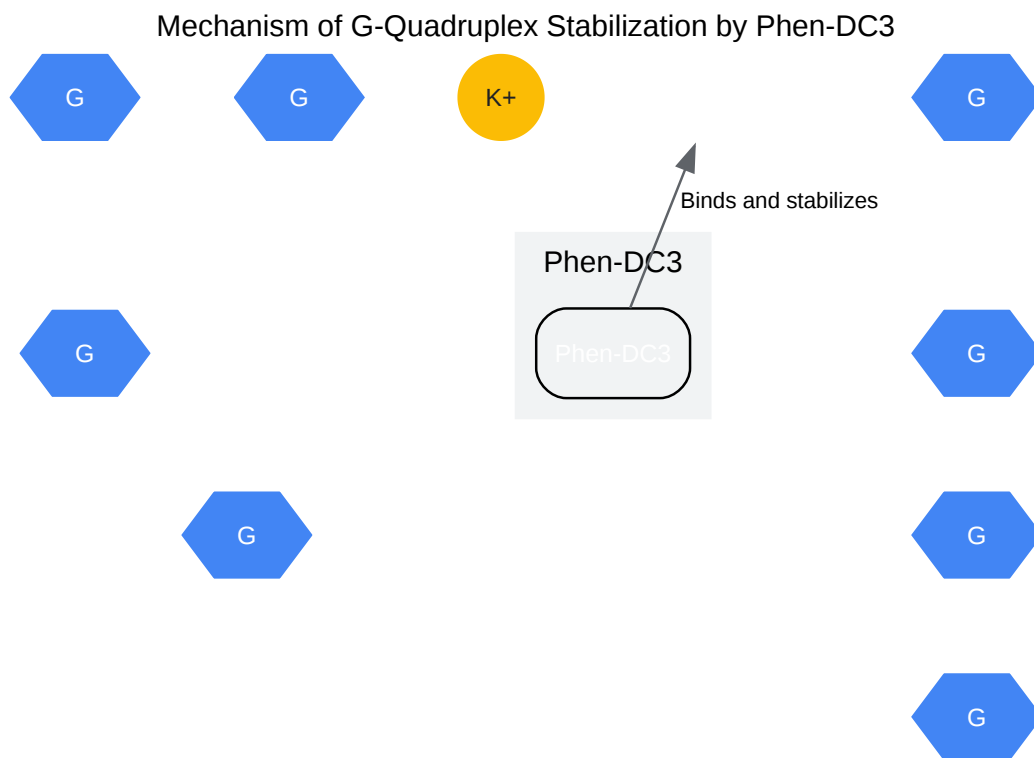 Mechanism of G-Quadruplex Stabilization by Phen-DC3
G
G
K+
G
Binds and stabilizes
Phen-DC3
G
Phen-DC3
G
G
G
G